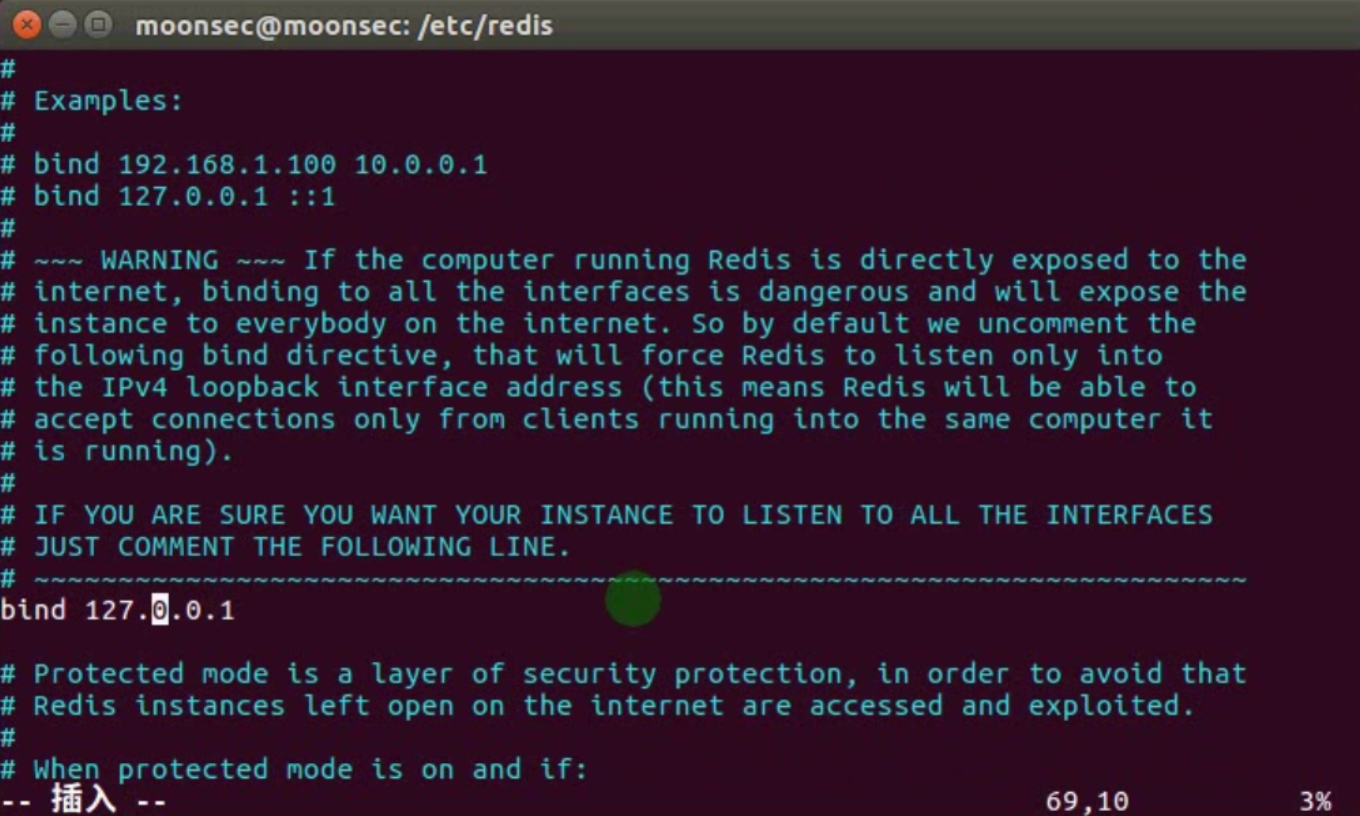 moonsec@moonsec: /etc/redis
#
# Examples:
#
# bind 192.168.1.100 10.0.0.1
# bind 127.0.0.1 ::1
#
# ~~~ WARNING ~~~ If the computer running Redis is directly exposed to the
# internet, binding to all the interfaces is dangerous and will expose the
# instance to everybody on the internet. So by default we uncomment the
# following bind directive, that will force Redis to listen only into
# the IPv4 loopback interface address (this means Redis will be able to
# accept connections only from clients running into the same computer it
# is running).
#
# IF YOU ARE SURE YOU WANT YOUR INSTANCE TO LISTEN TO ALL THE INTERFACES
# JUST COMMENT THE FOLLOWING LINE.
# ~~~~~~~~~~~~~~~~~~~~~~~~~~~~~~~~~~~~~~~~~~~~~~~~~~~~~~~~~~~~~~~~~~~~~~~~
bind 127.0.0.1
# Protected mode is a layer of security protection, in order to avoid that
# Redis instances left open on the internet are accessed and exploited.
#
# When protected mode is on and if:
-- 插入 -- 69,10 3%